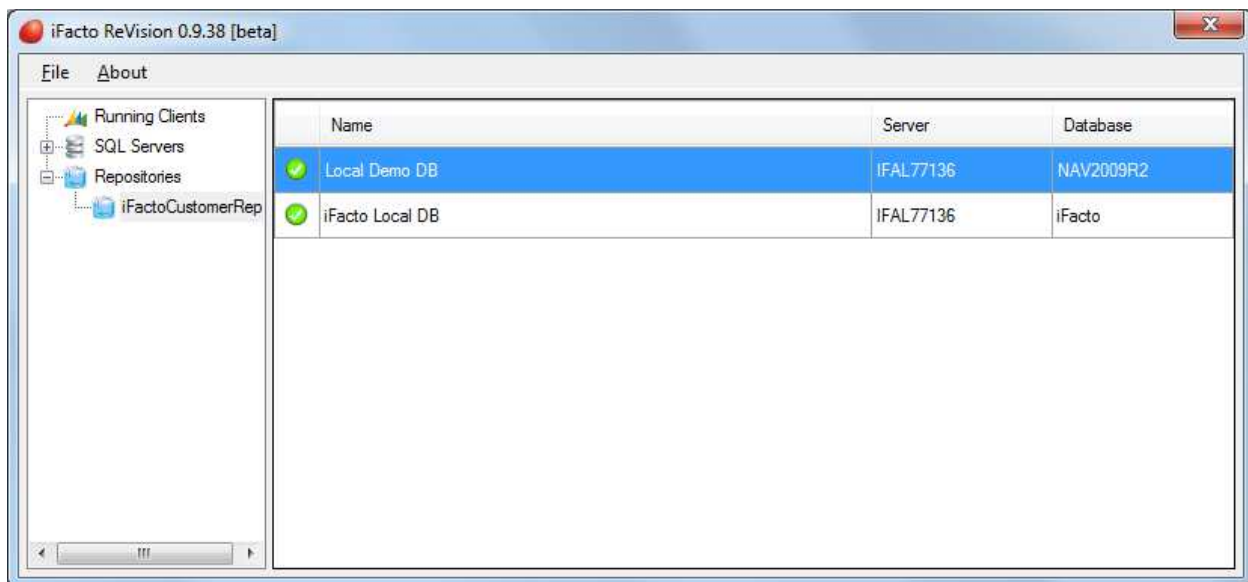 iFacto ReVision 0.9.38 [beta]
File About
Running Clients
SQL Servers
Repositories
iFactoCustomerRep
Name Server Database
Local Demo DB IFAL77136 NAV2009R2
iFacto Local DB IFAL77136 iFacto